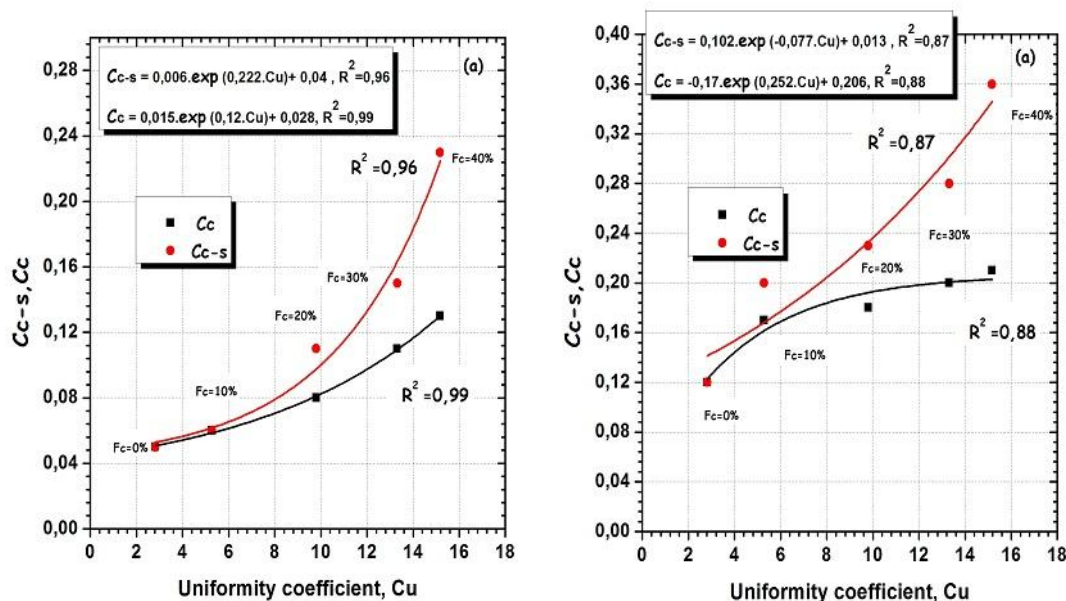 Cc-s = 0,006.exp (0,222.Cu)+ 0,04 , R²=0,96
Cc = 0,015.exp (0,12.Cu)+ 0,028, R²=0,99
(a)
R²=0,96
Fc=40%
Cc
Cc-s
Fc=30%
Fc=20%
Fc=10%
R²=0,99
Fc=0%
0,28
0,24
0,20
0,16
0,12
0,08
0,04
0,00
Cc-s, Cc
0 2 4 6 8 10 12 14 16 18
Uniformity coefficient, Cu
Cc-s = 0,102.exp (-0,077.Cu)+ 0,013 , R²=0,87
Cc = -0,17.exp (0,252.Cu)+ 0,206, R²=0,88
(a)
Fc=40%
R²=0,87
Cc
Cc-s
Fc=30%
Fc=20%
R²=0,88
Fc=10%
Fc=0%
0,40
0,36
0,32
0,28
0,24
0,20
0,16
0,12
0,08
0,04
0,00
Cc-s, Cc
0 2 4 6 8 10 12 14 16 18
Uniformity coefficient, Cu